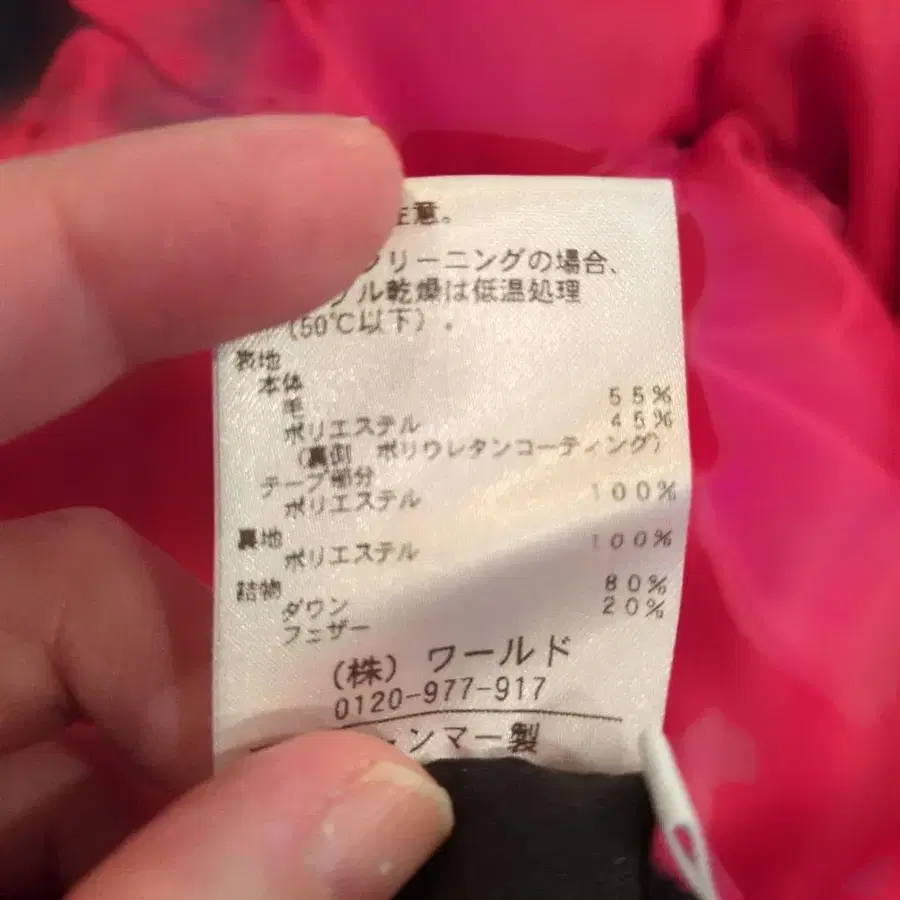 注意。
クリーニングの場合、
ブル乾燥は低温処理
(50℃以下)。
表地
本体
毛 55%
ポリエステル 45%
(裏側 ポリウレタンコーティング)
テープ部分
ポリエステル 100%
裏地
ポリエステル 100%
詰物
ダウン 80%
フェザー 20%
(株) ワールド
0120-977-917
ンマー製